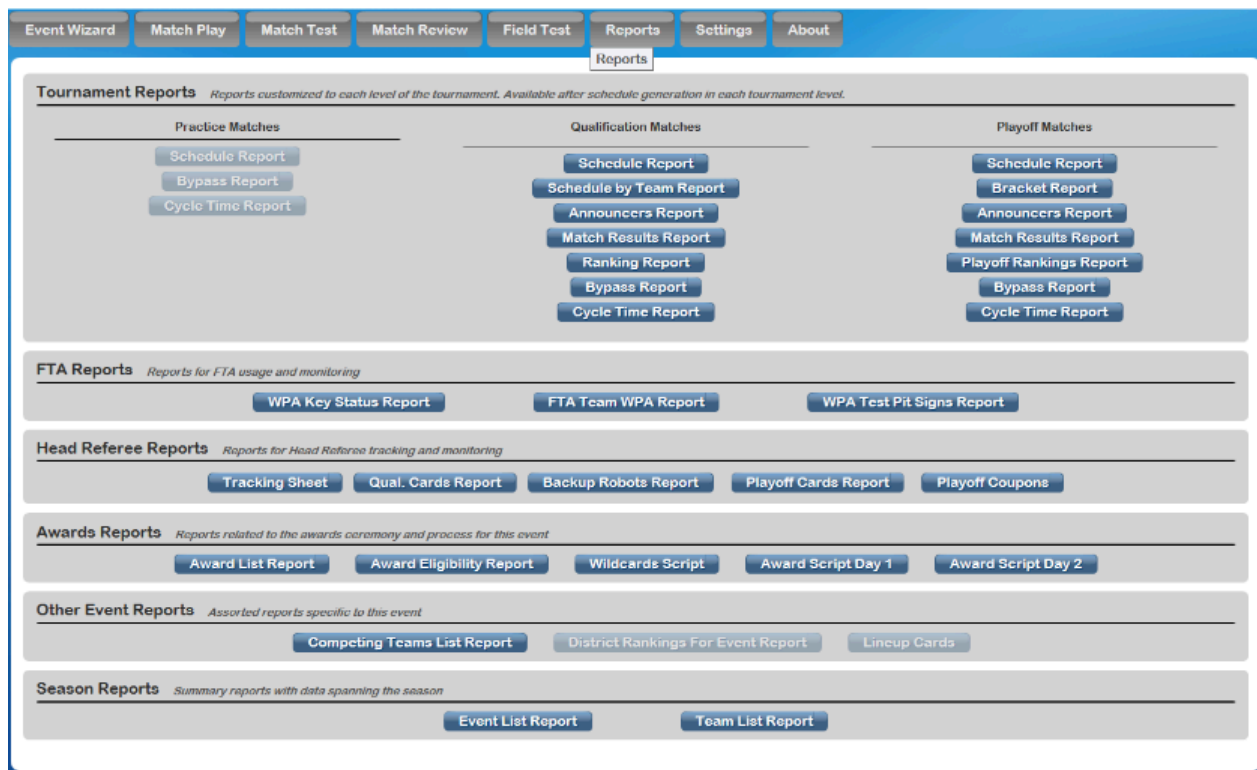 Event Wizard Match Play Match Test Match Review Field Test Reports Settings About
Reports
Tournament Reports Reports customized to each level of the tournament. Available after schedule generation in each tournament level.
Practice Matches
Schedule Report
Bypass Report
Cycle Time Report
Qualification Matches
Schedule Report
Schedule by Team Report
Announcers Report
Match Results Report
Ranking Report
Bypass Report
Cycle Time Report
Playoff Matches
Schedule Report
Bracket Report
Announcers Report
Match Results Report
Playoff Rankings Report
Bypass Report
Cycle Time Report
FTA Reports Reports for FTA usage and monitoring
WPA Key Status Report FTA Team WPA Report WPA Test Pit Signs Report
Head Referee Reports Reports for Head Referee tracking and monitoring
Tracking Sheet Qual. Cards Report Backup Robots Report Playoff Cards Report Playoff Coupons
Awards Reports Reports related to the awards ceremony and process for this event
Award List Report Award Eligibility Report Wildcards Script Award Script Day 1 Award Script Day 2
Other Event Reports Assorted reports specific to this event
Competing Teams List Report District Rankings For Event Report Lineup Cards
Season Reports Summary reports with data spanning the season
Event List Report Team List Report